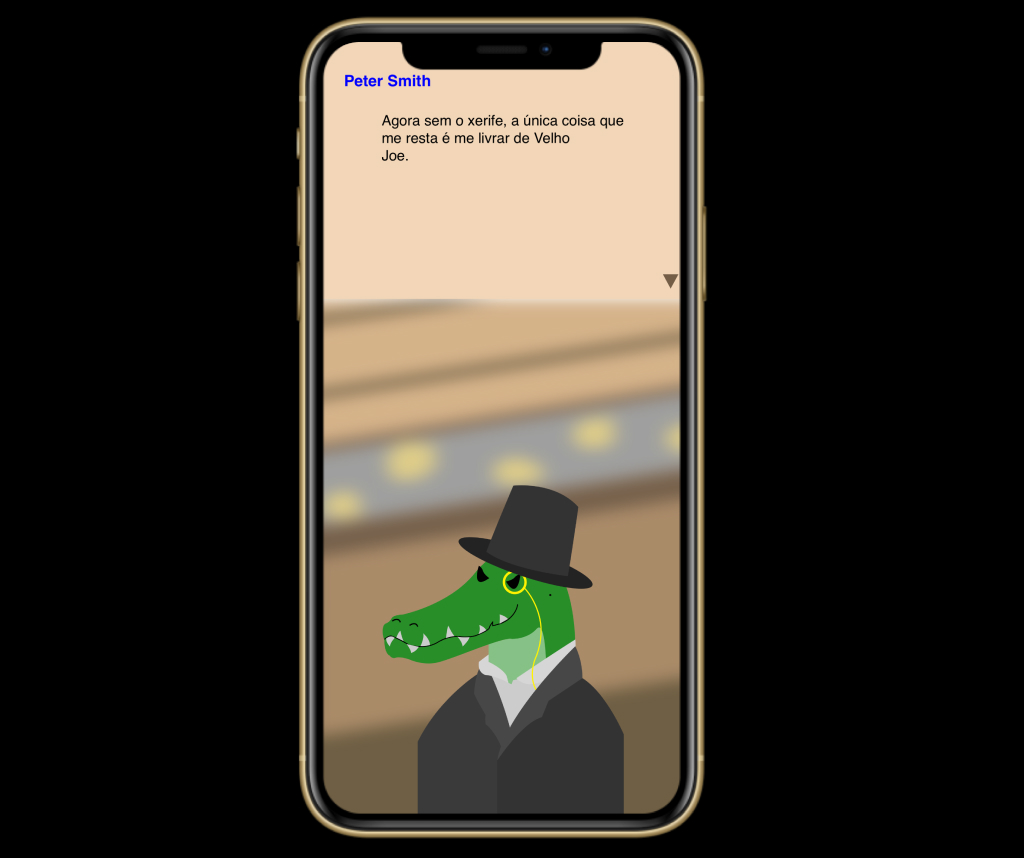 Peter Smith
Agora sem o xerife, a única coisa que
me resta é me livrar de Velho
Joe.